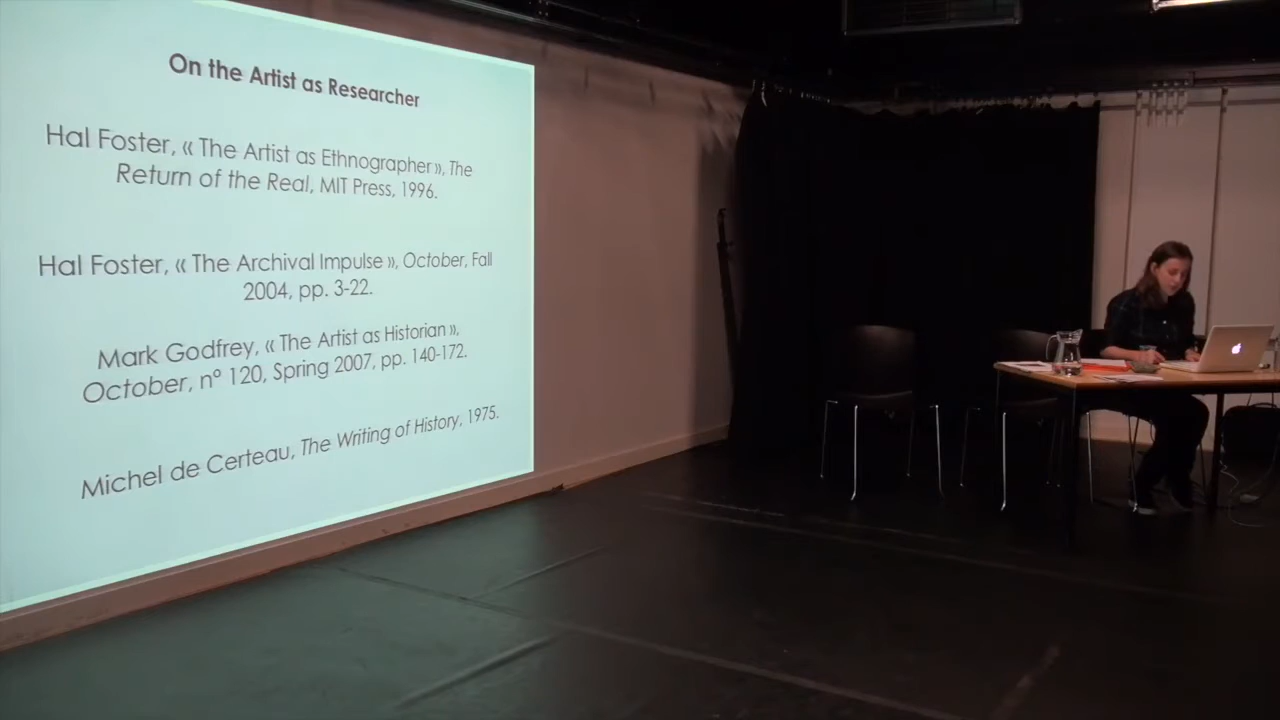 On the Artist as Researcher
Hal Foster, « The Artist as Ethnographer », The
Return of the Real, MIT Press, 1996.
Hal Foster, « The Archival Impulse », October, Fall
2004, pp. 3-22.
Mark Godfrey, « The Artist as Historian »,
October, nº 120, Spring 2007, pp. 140-172.
Michel de Certeau, The Writing of History, 1975.